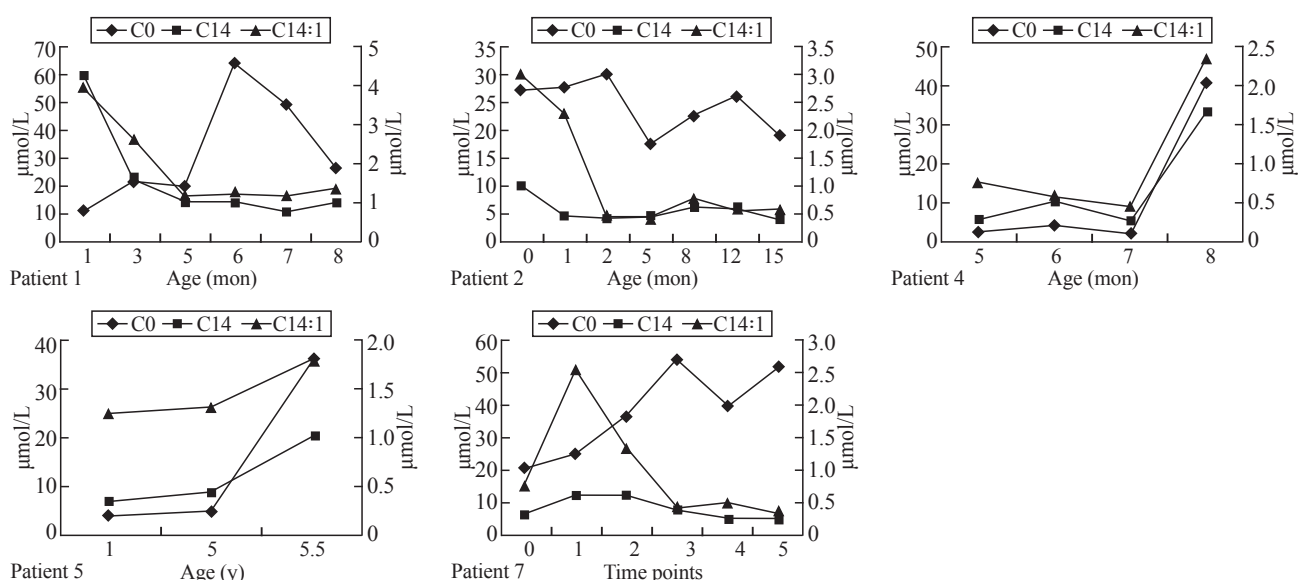 C0 C14 C14:1
70 60 50 40 30 20 10 0
µmol/L
5 4 3 2 1 0
µmol/L
1 3 5 6 7 8
Patient 1 Age (mon)
C0 C14 C14:1
35 30 25 20 15 10 5 0
µmol/L
3.5 3.0 2.5 2.0 1.5 1.0 0.5 0
µmol/L
0 1 2 5 8 12 15
Patient 2 Age (mon)
C0 C14 C14:1
50 40 30 20 10 0
µmol/L
2.5 2.0 1.5 1.0 0.5 0
µmol/L
5 6 7 8
Patient 4 Age (mon)
C0 C14 C14:1
40 30 20 10 0
µmol/L
2.0 1.5 1.0 0.5 0
µmol/L
1 5 5.5
Patient 5 Age (y)
C0 C14 C14:1
60 50 40 30 20 10 0
µmol/L
3.0 2.5 2.0 1.5 1.0 0.5 0
µmol/L
0 1 2 3 4 5
Patient 7 Time points